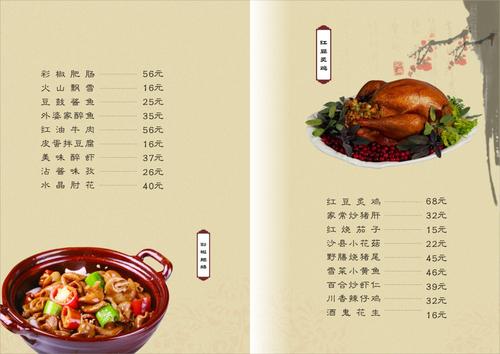 彩椒肥肠 56元
火山飘雪 16元
豆鼓酱鱼 25元
外婆家醉鱼 35元
红油牛肉 56元
皮蛋拌豆腐 16元
美味醉虾 37元
沾酱味孜 26元
水晶肘花 40元
彩椒肥肠
红豆炙鸡
红豆炙鸡 68元
家常炒猪肝 32元
红烧茄子 15元
沙县小花菇 22元
野膳烧猪尾 45元
雪菜小黄鱼 46元
百合炒虾仁 39元
川香辣仔鸡 32元
酒鬼花生 16元